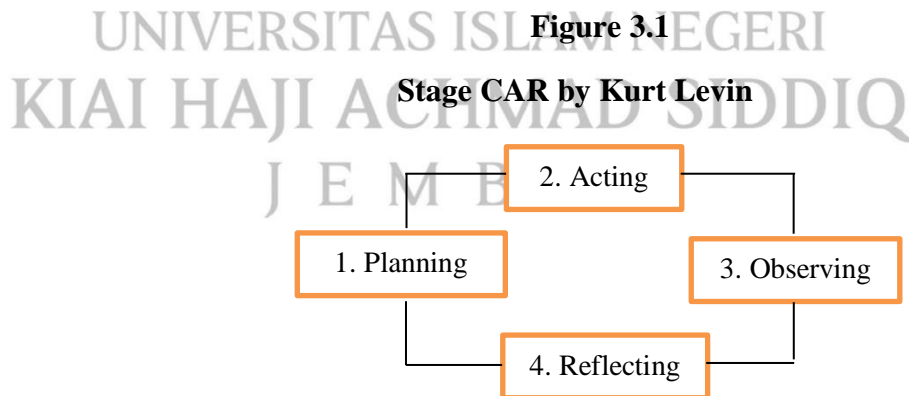 UNIVERSITAS ISLAM NEGERI
Figure 3.1
KIAI HAJI ACHMAD SIDDIQ
Stage CAR by Kurt Levin
J E M B
2. Acting
1. Planning
3. Observing
4. Reflecting